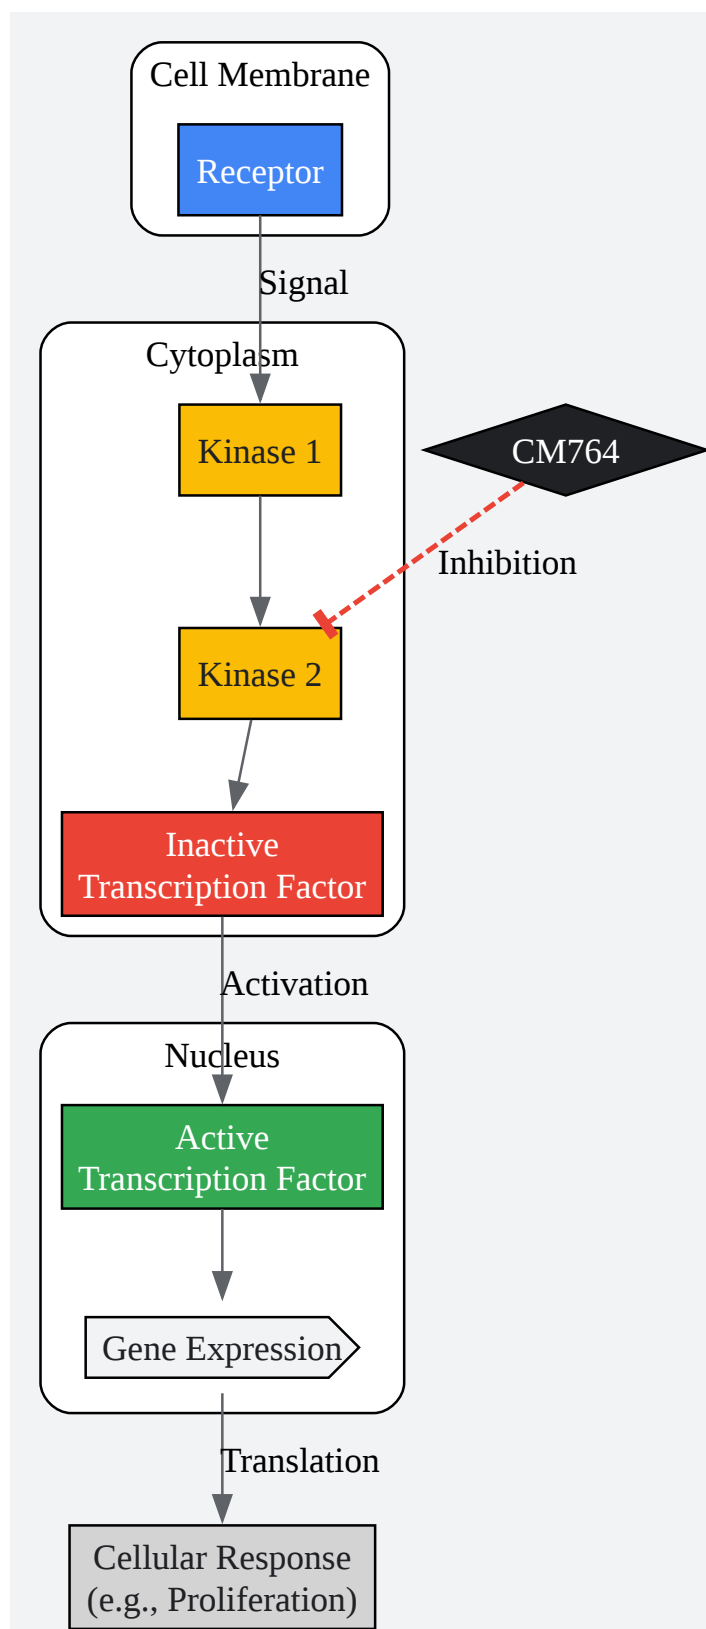 Cell Membrane
Receptor
Signal
Cytoplasm
Kinase 1
CM764
Inhibition
Kinase 2
Inactive
Transcription Factor
Activation
Nucleus
Active
Transcription Factor
Gene Expression
Translation
Cellular Response
(e.g., Proliferation)